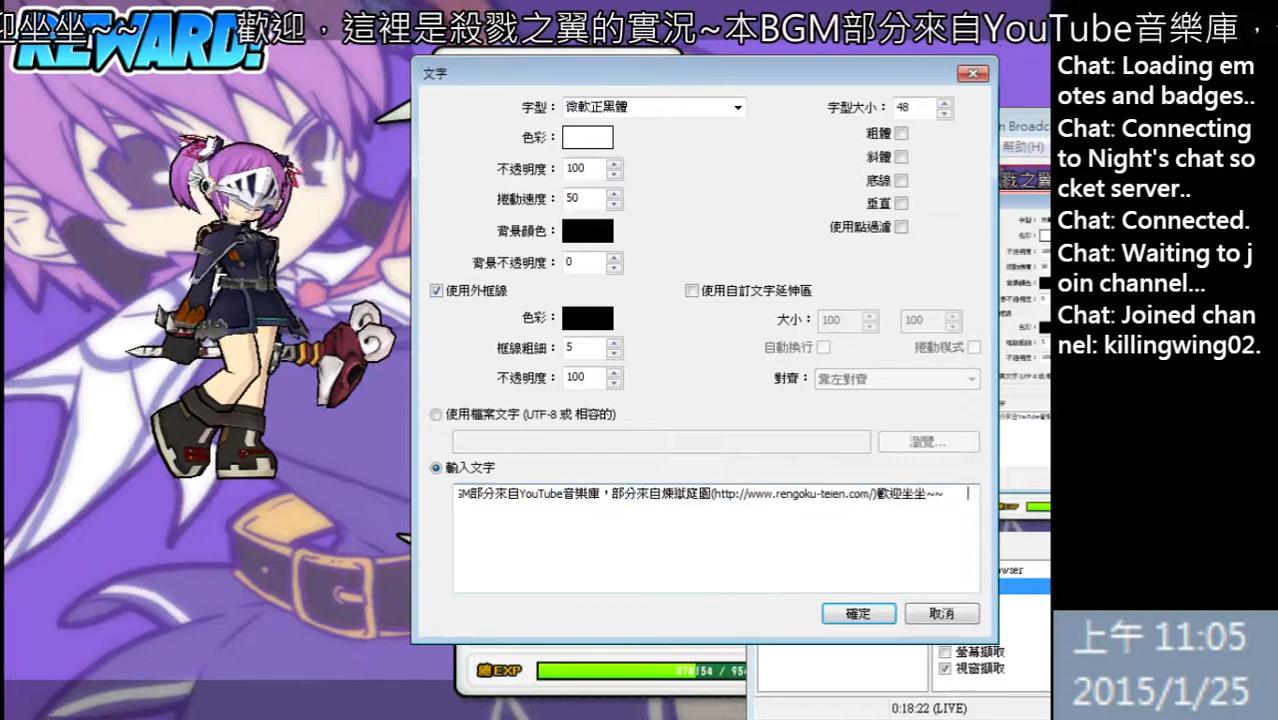 迎坐坐~~ 歡迎，這裡是殺戮之翼的實況~本BGM部分來自YouTube音樂庫，
REWARD!
Chat: Loading em
otes and badges..
Chat: Connecting
to Night's chat so
cket server..
Chat: Connected.
Chat: Waiting to j
oin channel...
Chat: Joined chan
nel: killingwing02.
文字
字型： 微軟正黑體
字型大小： 48
色彩：
粗體
不透明度： 100
斜體
捲動速度： 50
底線
垂直
背景顏色：
使用點過濾
背景不透明度： 0
使用外框線
使用自訂文字延伸區
色彩：
大小： 100 100
框線粗細： 5
自動換行 捲動模式
不透明度： 100
對齊： 靠左對齊
使用檔案文字 (UTF-8 或 相容的)
瀏覽...
輸入文字
GM部分來自YouTube音樂庫，部分來自煉獄庭園(http://www.rengoku-teien.com/)歡迎坐坐~~
確定 取消
n Broadc
幫助(H)
owser
螢幕擷取
視窗擷取
總EXP
0:18:22 (LIVE)
上午 11:05
2015/1/25